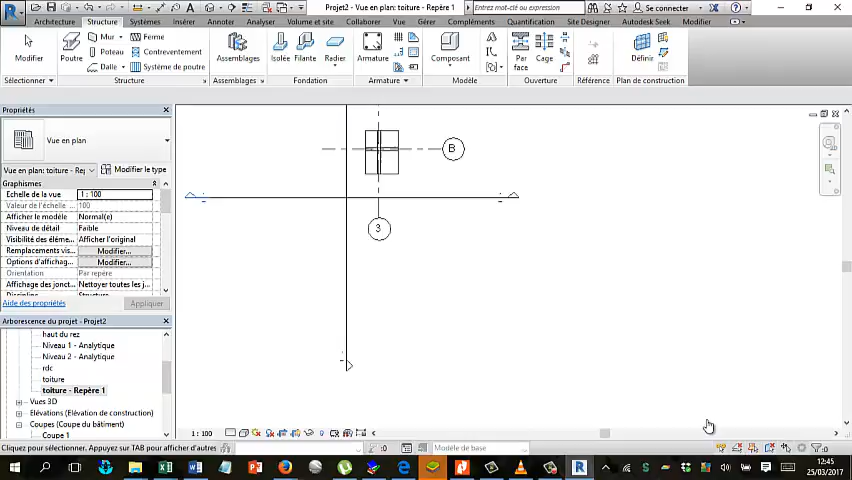 Projet2 - Vue en plan: toiture - Repère 1
Entrez mot-clé ou expression
Se connecter
Architecture Structure Systèmes Insérer Annoter Analyser Volume et site Collaborer Vue Gérer Compléments Quantification Site Designer Autodesk Seek Modifier
Modifier
Poutre
Mur
Poteau
Dalle
Ferme
Contreventement
Système de poutre
Assemblages
Isolée
Filante
Radier
Armature
Composant
Par face
Cage
Définir
Sélectionner
Structure
Assemblages
Fondation
Armature
Modèle
Ouverture
Référence
Plan de construction
Propriétés
Vue en plan
Vue en plan: toiture - Rep
Modifier le type
Graphismes
Echelle de la vue 1 : 100
Valeur de l'échelle 100
Afficher le modèle Normal(e)
Niveau de détail Faible
Visibilité des éléme... Afficher l'original
Remplacements vis... Modifier...
Options d'affichag... Modifier...
Orientation Par repère
Affichage des jonct... Nettoyer toutes les j...
Discipline Structure
Aide des propriétés
Appliquer
Arborescence du projet - Projet2
haut du rez
Niveau 1 - Analytique
Niveau 2 - Analytique
rdc
toiture
toiture - Repère 1
Vues 3D
Elévations (Elévation de construction)
Coupes (Coupe du bâtiment)
Coupe 1
B
3
1 : 100
Cliquez pour sélectionner. Appuyez sur TAB pour afficher d'autres
:0
Modèle de base
:0
12:45
25/03/2017